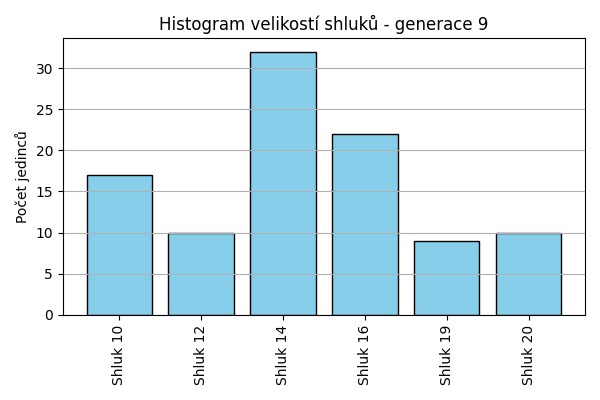 Histogram velikostí shluků - generace 9
Počet jedinců
30
25
20
15
10
5
0
Shluk 10
Shluk 12
Shluk 14
Shluk 16
Shluk 19
Shluk 20